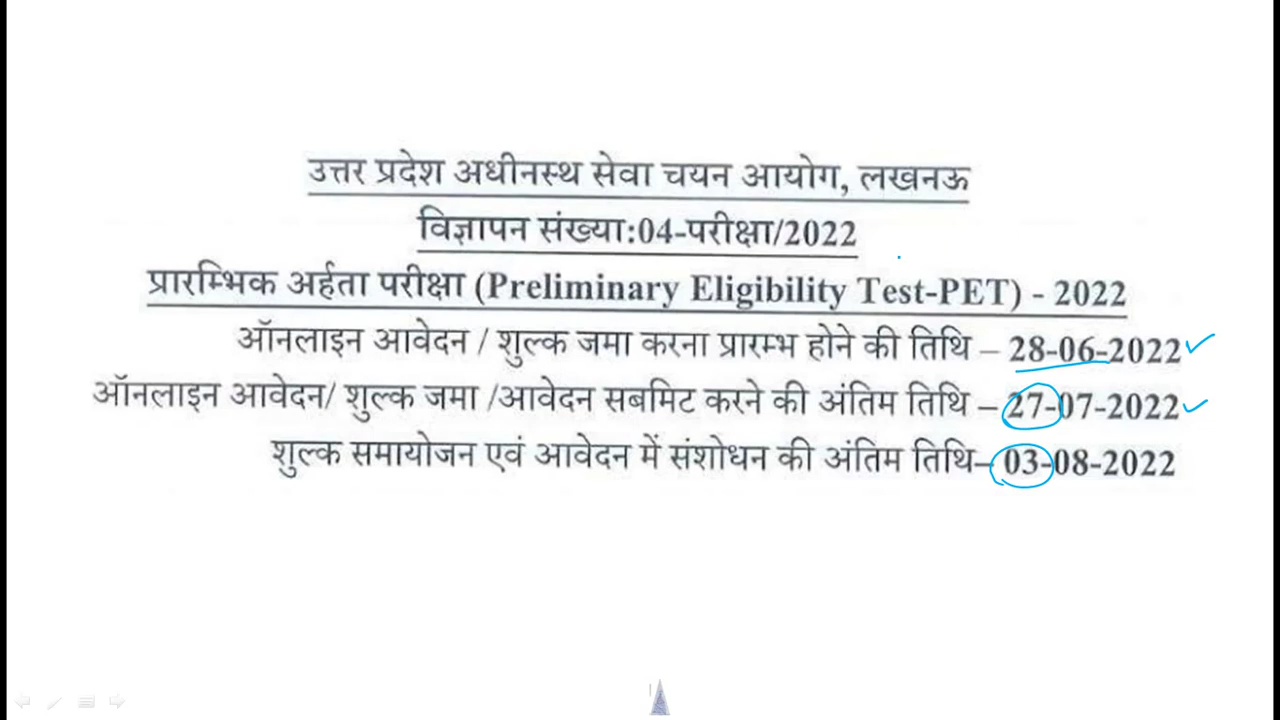 उत्तर प्रदेश अधीनस्थ सेवा चयन आयोग, लखनऊ
विज्ञापन संख्या:04-परीक्षा/2022
प्रारम्भिक अर्हता परीक्षा (Preliminary Eligibility Test-PET) - 2022
ऑनलाइन आवेदन / शुल्क जमा करना प्रारम्भ होने की तिथि – 28-06-2022
ऑनलाइन आवेदन/ शुल्क जमा /आवेदन सबमिट करने की अंतिम तिथि – 27-07-2022
शुल्क समायोजन एवं आवेदन में संशोधन की अंतिम तिथि– 03-08-2022